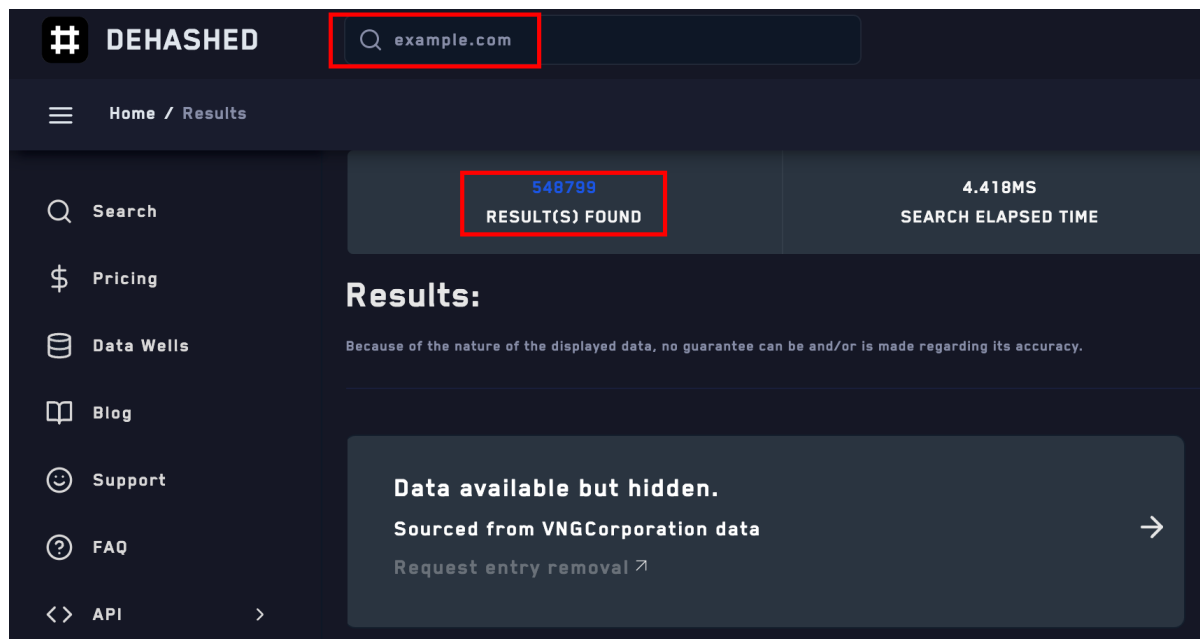 DEHASHED
example.com
Home / Results
Search
Pricing
Data Wells
Blog
Support
FAQ
API
548799
RESULT(S) FOUND
4.418MS
SEARCH ELAPSED TIME
Results:
Because of the nature of the displayed data, no guarantee can be and/or is made regarding its accuracy.
Data available but hidden.
Sourced from VNGCorporation data
Request entry removal